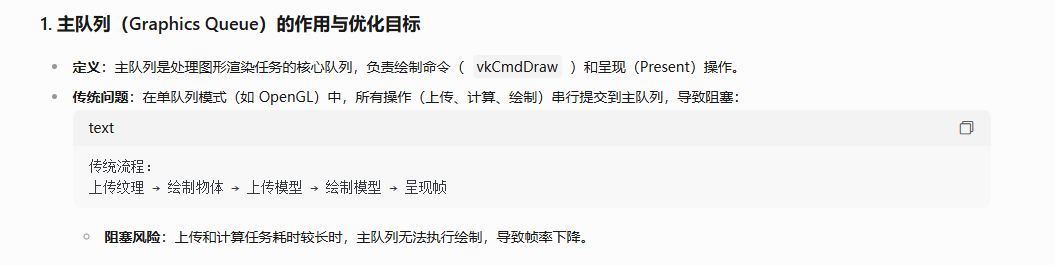 1. 主队列（Graphics Queue）的作用与优化目标
定义：主队列是处理图形渲染任务的核心队列，负责绘制命令（ vkCmdDraw ）和呈现（Present）操作。
传统问题：在单队列模式（如 OpenGL）中，所有操作（上传、计算、绘制）串行提交到主队列，导致阻塞：
text
传统流程：
上传纹理 → 绘制物体 → 上传模型 → 绘制模型 → 呈现帧
阻塞风险：上传和计算任务耗时较长时，主队列无法执行绘制，导致帧率下降。